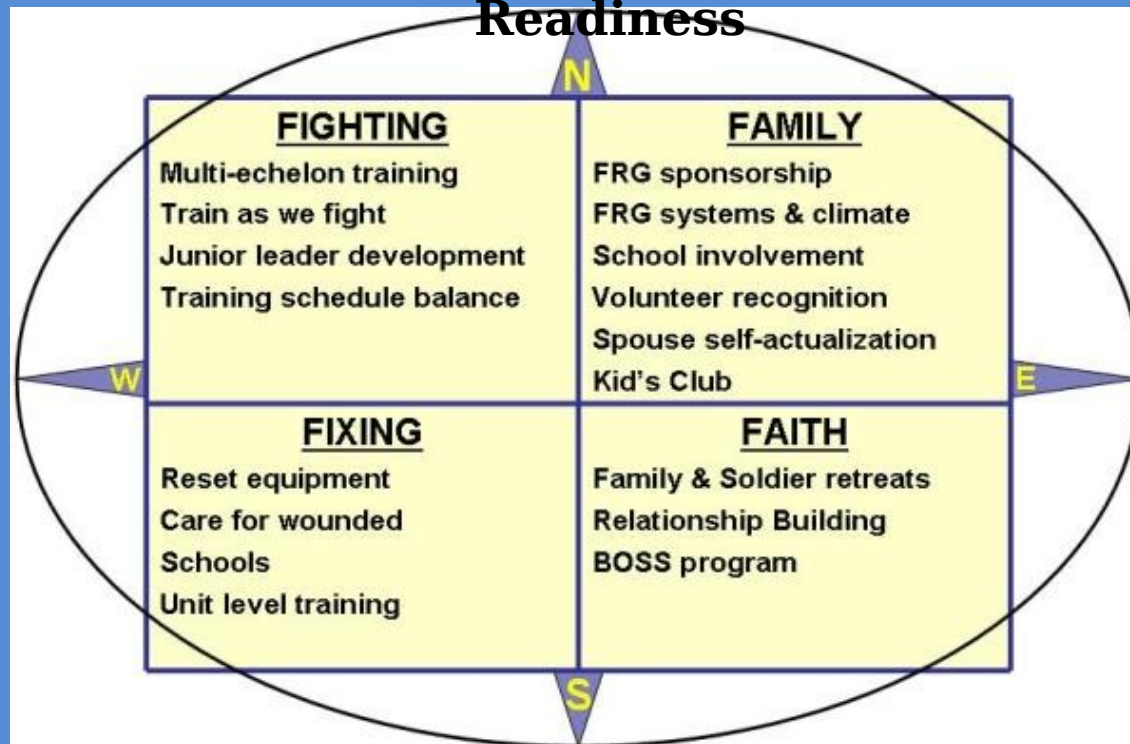 Readiness
N
FIGHTING
Multi-echelon training
Train as we fight
Junior leader development
Training schedule balance
FAMILY
FRG sponsorship
FRG systems & climate
School involvement
Volunteer recognition
Spouse self-actualization
Kid's Club
W
E
FIXING
Reset equipment
Care for wounded
Schools
Unit level training
FAITH
Family & Soldier retreats
Relationship Building
BOSS program
S